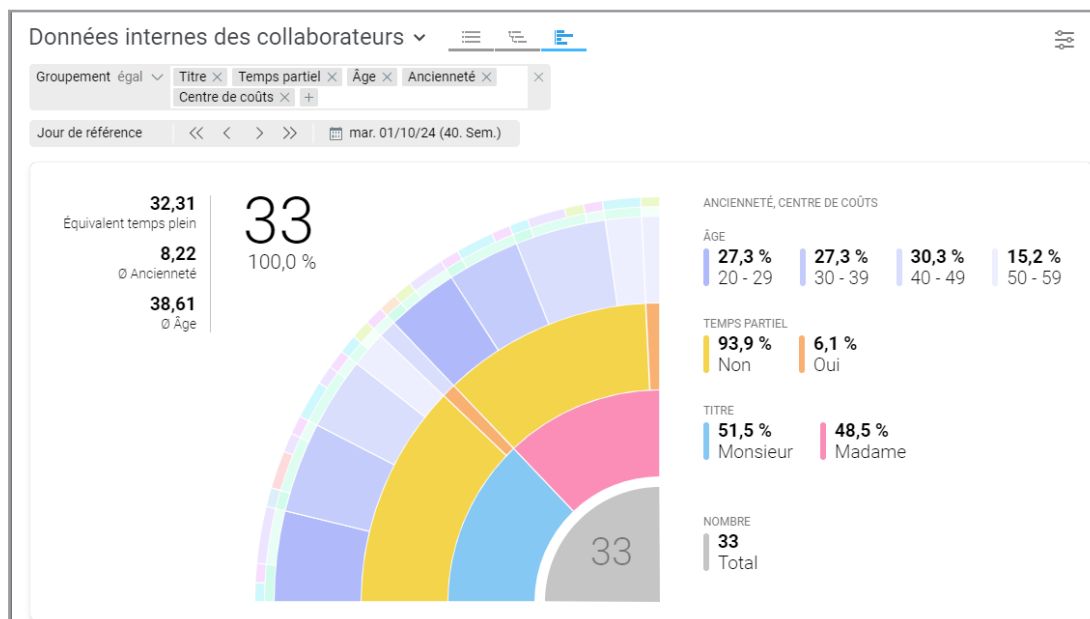 Données internes des collaborateurs
Groupement égal Titre × Temps partiel × Âge × Ancienneté × ×
Centre de coûts × +
Jour de référence mar. 01/10/24 (40. Sem.)
32,31
Équivalent temps plein
8,22
Ø Ancienneté
38,61
Ø Âge
33
100,0 %
33
ANCIENNETÉ, CENTRE DE COÛTS
ÂGE
27,3 % 27,3 % 30,3 % 15,2 %
20 - 29 30 - 39 40 - 49 50 - 59
TEMPS PARTIEL
93,9 % 6,1 %
Non Oui
TITRE
51,5 % 48,5 %
Monsieur Madame
NOMBRE
33
Total